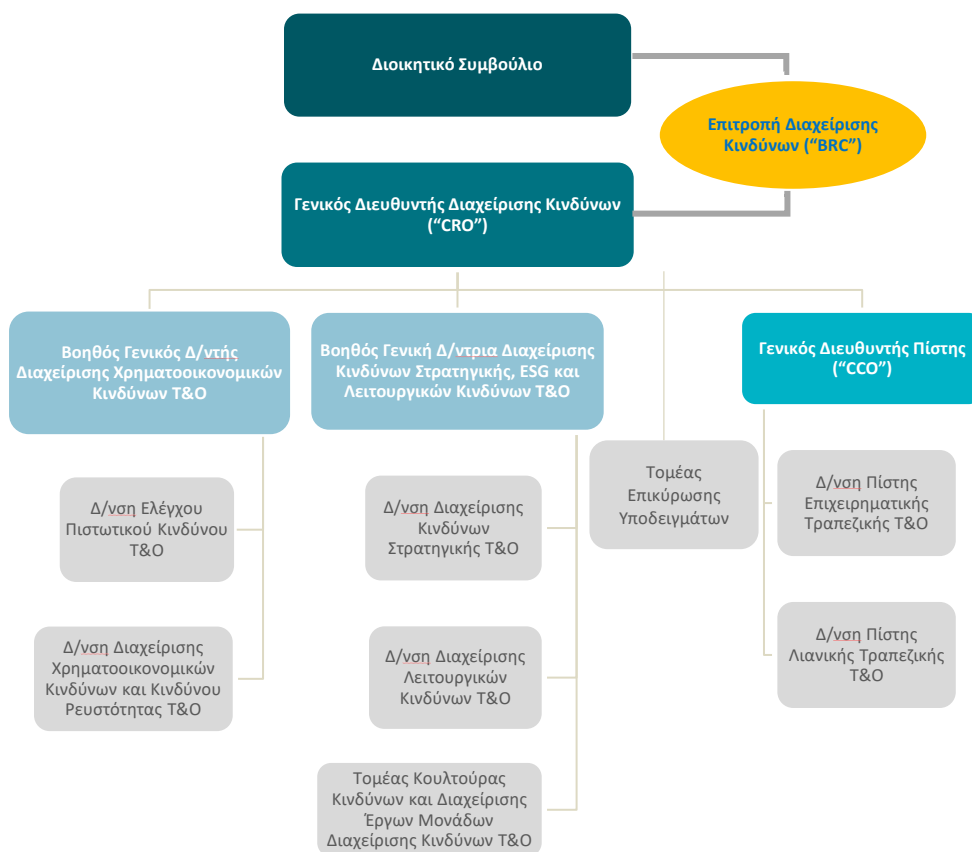 Διοικητικό Συμβούλιο
Επιτροπή Διαχείρισης
Κινδύνων (“BRC”)
Γενικός Διευθυντής Διαχείρισης Κινδύνων
(“CRO”)
Βοηθός Γενικός Δ/ντής
Διαχείρισης Χρηματοοικονομικών
Κινδύνων Τ&Ο
Βοηθός Γενική Δ/ντρια Διαχείρισης
Κινδύνων Στρατηγικής, ESG και
Λειτουργικών Κινδύνων Τ&Ο
Γενικός Διευθυντής Πίστης
(“CCO”)
Δ/νση Ελέγχου
Πιστωτικού Κινδύνου
Τ&Ο
Δ/νση Διαχείρισης
Χρηματοοικονομικών
Κινδύνων και Κινδύνου
Ρευστότητας Τ&Ο
Δ/νση Διαχείρισης
Κινδύνων
Στρατηγικής Τ&Ο
Δ/νση Διαχείρισης
Λειτουργικών
Κινδύνων Τ&Ο
Τομέας Κουλτούρας
Κινδύνων και Διαχείρισης
Έργων Μονάδων
Διαχείρισης Κινδύνων Τ&Ο
Τομέας
Επικύρωσης
Υποδειγμάτων
Δ/νση Πίστης
Επιχειρηματικής
Τραπεζικής Τ&Ο
Δ/νση Πίστης
Λιανικής Τραπεζικής
Τ&Ο